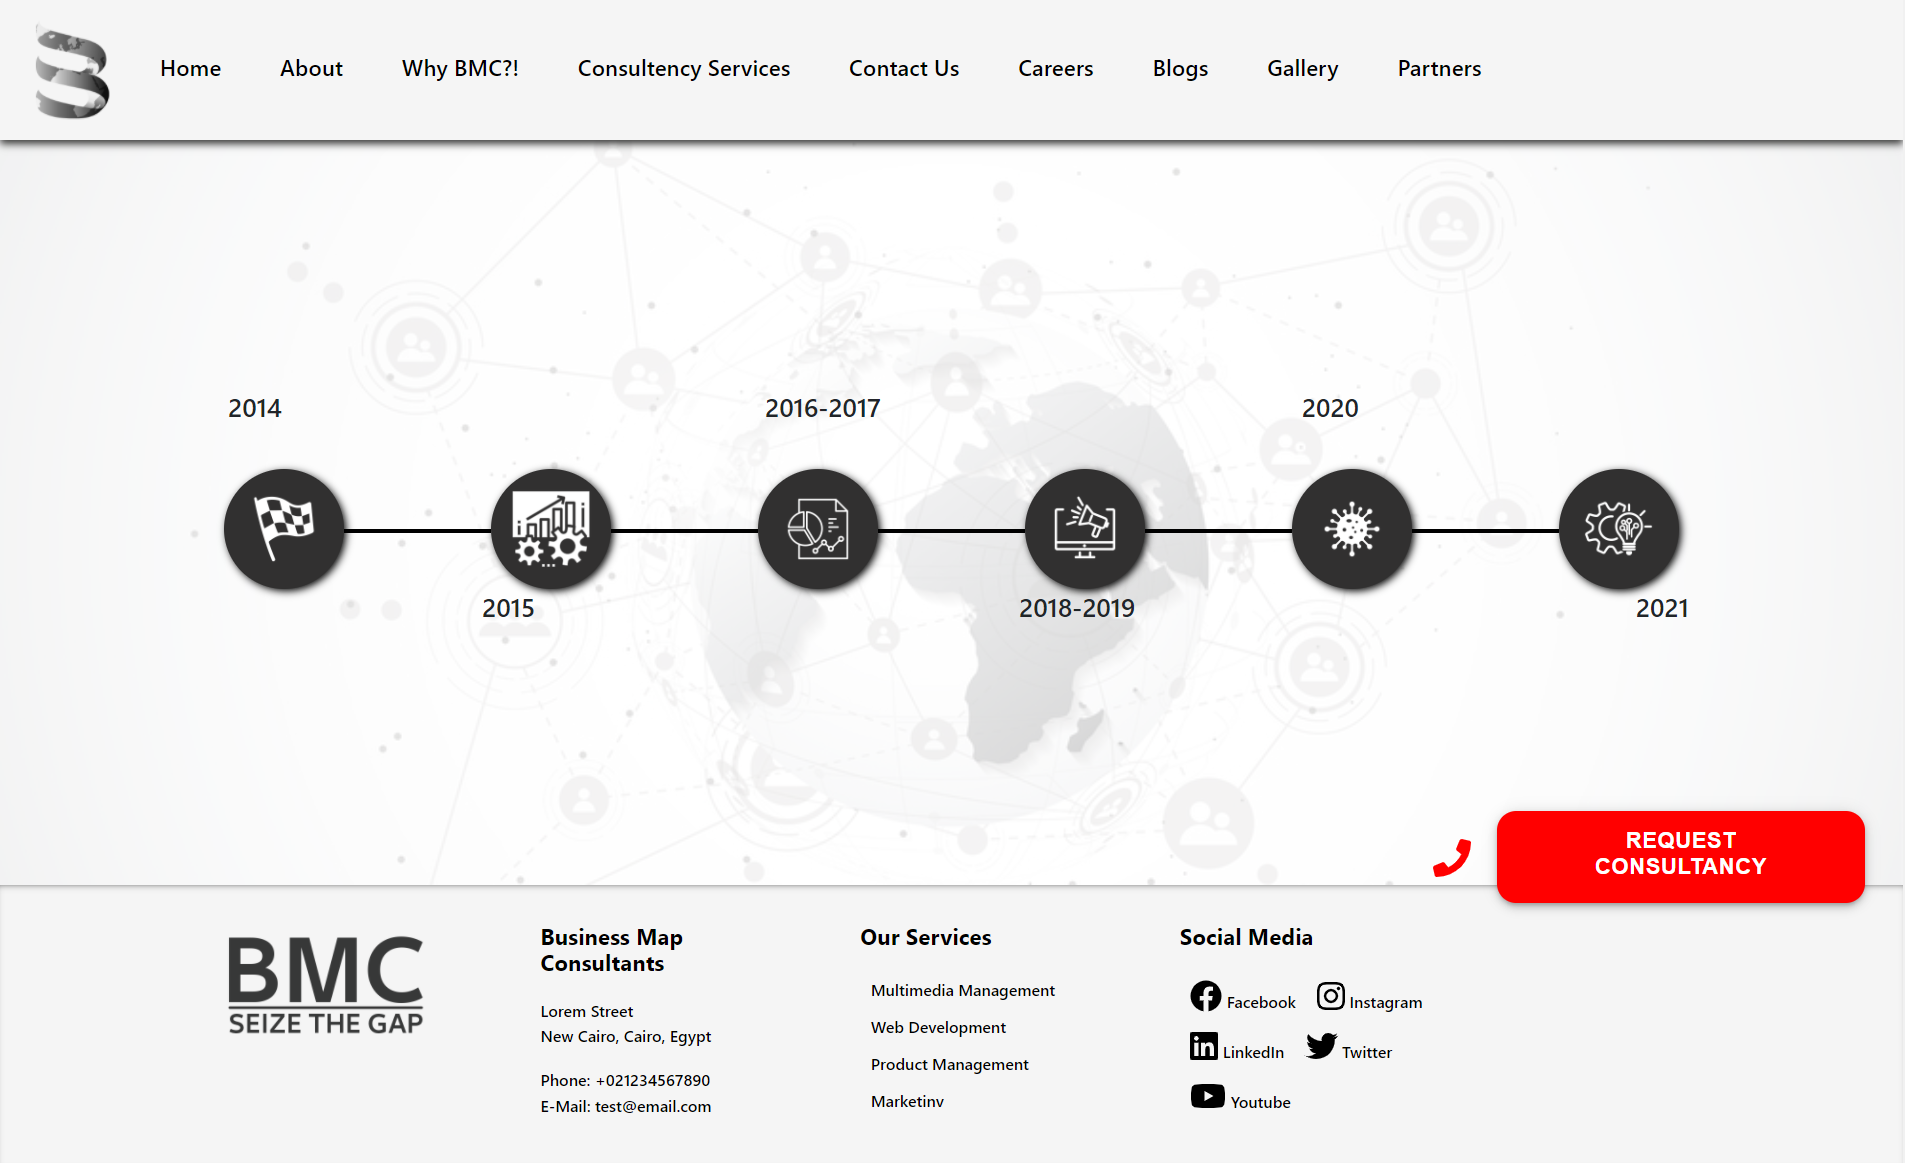 Home
About
Why BMC?!
Consultency Services
Contact Us
Careers
Blogs
Gallery
Partners
2014
2016-2017
2020
2015
2018-2019
2021
REQUEST
CONSULTANCY
BMC
SEIZE THE GAP
Business Map
Consultants
Lorem Street
New Cairo, Cairo, Egypt
Phone: +021234567890
E-Mail: test@email.com
Our Services
Multimedia Management
Web Development
Product Management
Marketinv
Social Media
Facebook
Instagram
LinkedIn
Twitter
Youtube